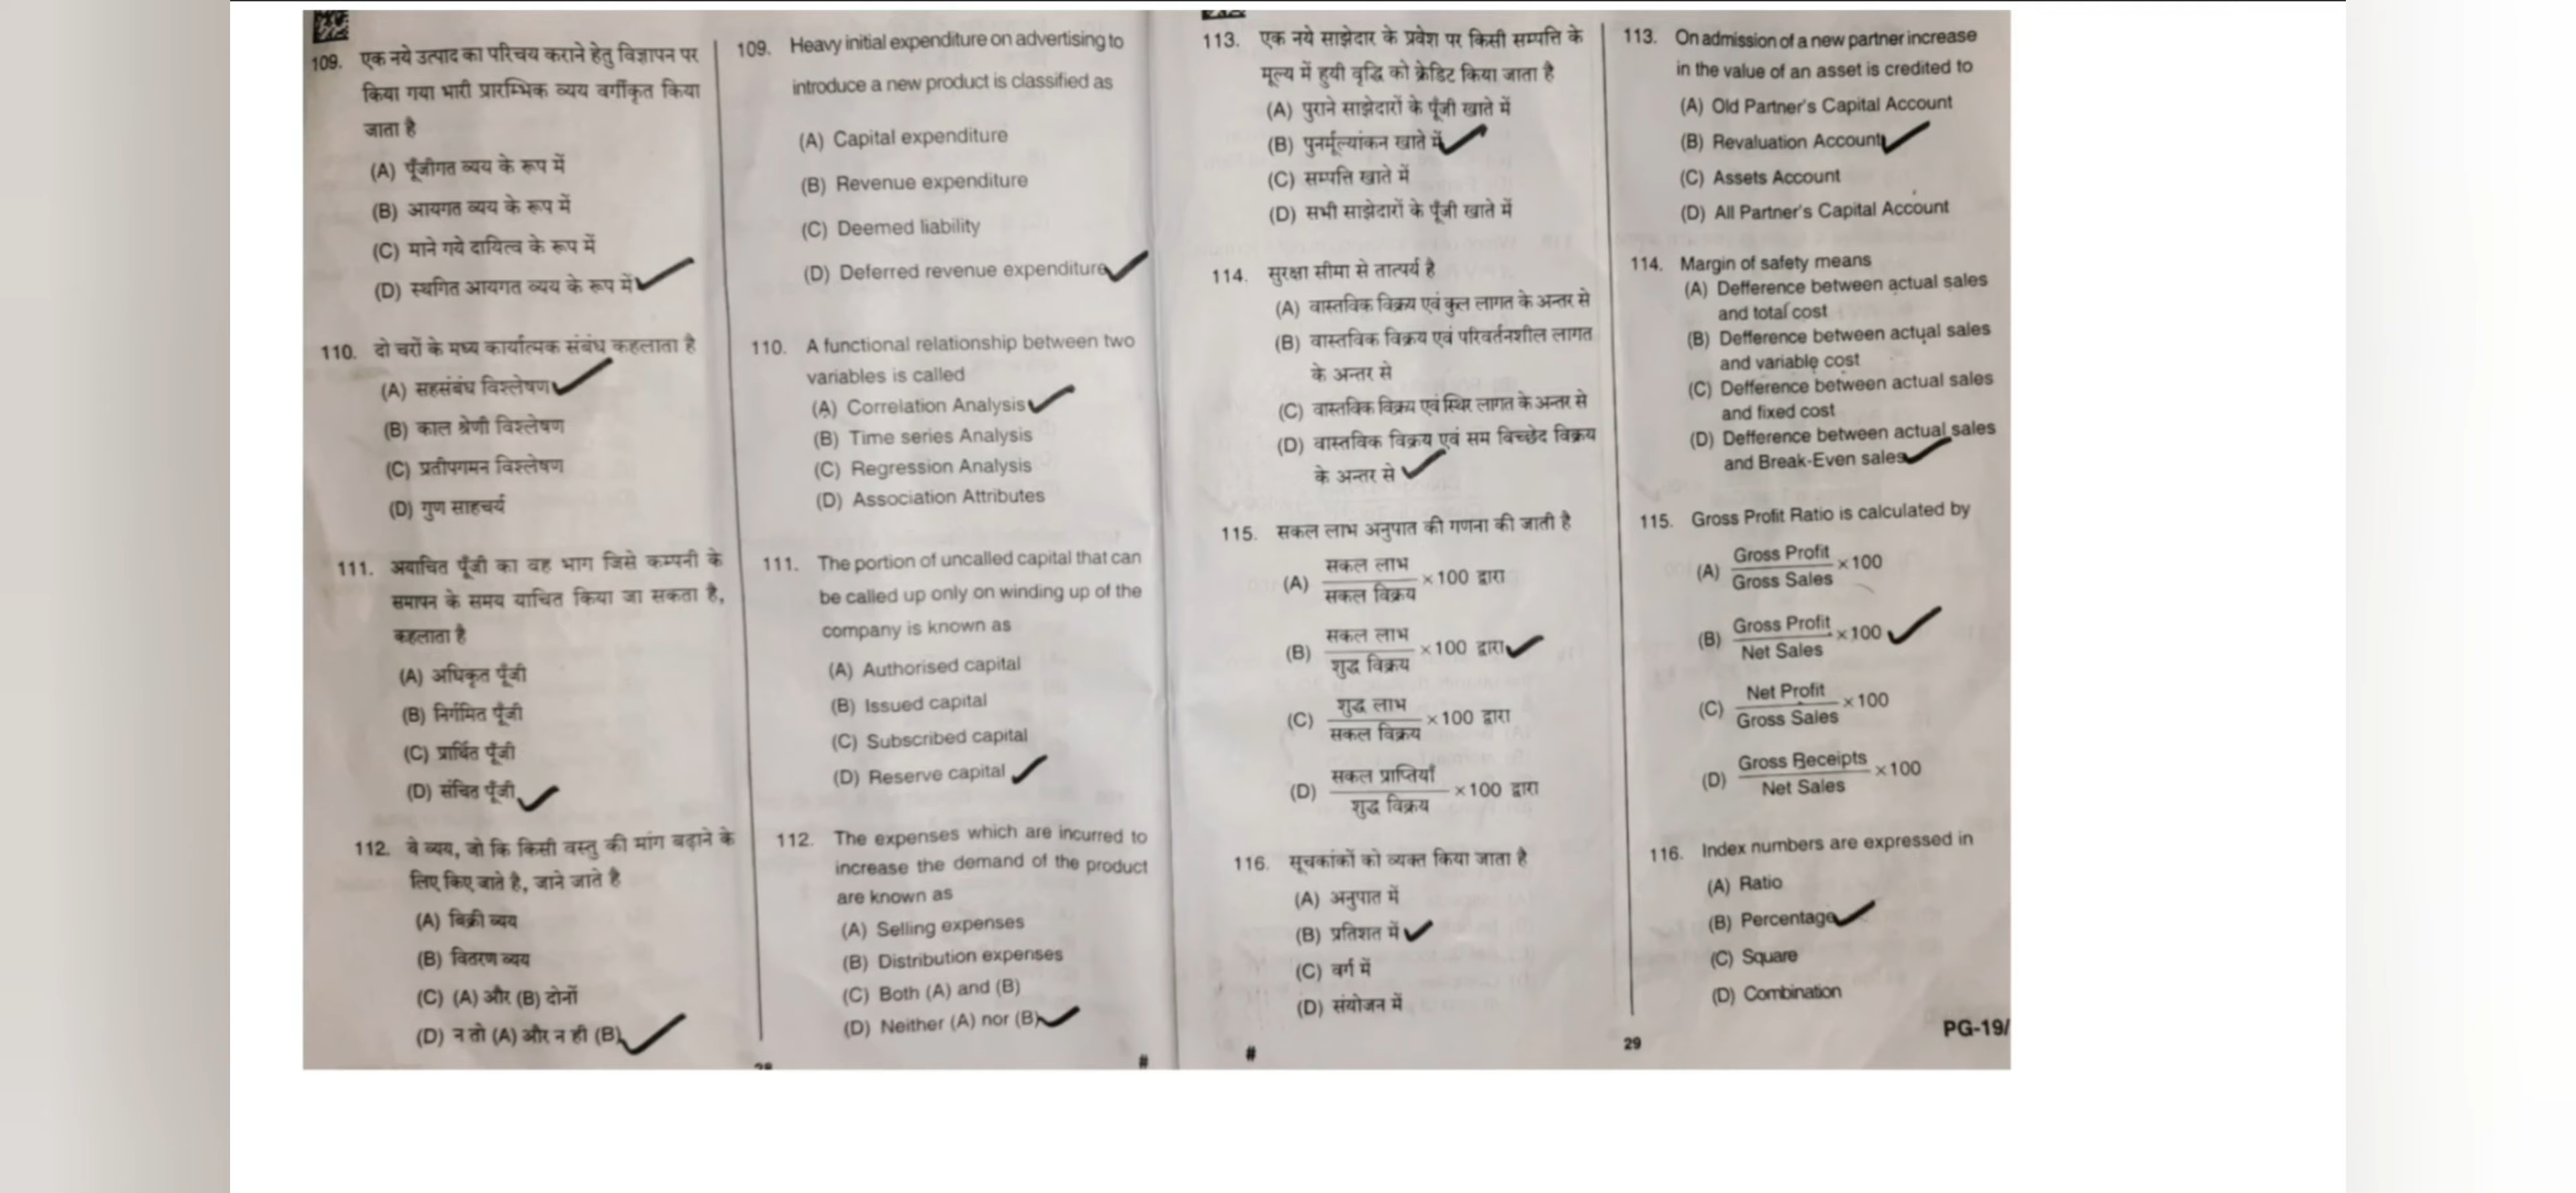 109. एक नये उत्पाद का परिचय कराने हेतु विज्ञापन पर
किया गया भारी प्रारम्भिक व्यय वर्गीकृत किया
जाता है
(A) पूँजीगत व्यय के रूप में
(B) आयगत व्यय के रूप में
(C) माने गये दायित्व के रूप में
(D) स्थगित आयगत व्यय के रूप में
110. दो चरों के मध्य कार्यात्मक संबंध कहलाता है
(A) सहसंबंध विश्लेषण
(B) काल श्रेणी विश्लेषण
(C) प्रतीपगमन विश्लेषण
(D) गुण साहचर्य
111. अयाचित पूँजी का वह भाग जिसे कम्पनी के
समापन के समय याचित किया जा सकता है,
कहलाता है
(A) अधिकृत पूँजी
(B) निर्गमित पूँजी
(C) प्रार्थित पूँजी
(D) संचित पूँजी
112. वे व्यय, जो कि किसी वस्तु की मांग बढ़ाने के
लिए किए जाते है, जाने जाते है
(A) बिक्री व्यय
(B) वितरण व्यय
(C) (A) और (B) दोनों
(D) न तो (A) और न ही (B)
109. Heavy initial expenditure on advertising to
introduce a new product is classified as
(A) Capital expenditure
(B) Revenue expenditure
(C) Deemed liability
(D) Deferred revenue expenditure
110. A functional relationship between two
variables is called
(A) Correlation Analysis
(B) Time series Analysis
(C) Regression Analysis
(D) Association Attributes
111. The portion of uncalled capital that can
be called up only on winding up of the
company is known as
(A) Authorised capital
(B) Issued capital
(C) Subscribed capital
(D) Reserve capital
112. The expenses which are incurred to
increase the demand of the product
are known as
(A) Selling expenses
(B) Distribution expenses
(C) Both (A) and (B)
(D) Neither (A) nor (B)
#
113. एक नये साझेदार के प्रवेश पर किसी सम्पत्ति के
मूल्य में हुयी वृद्धि को क्रेडिट किया जाता है
(A) पुराने साझेदारों के पूँजी खाते में
(B) पुनर्मूल्यांकन खाते में
(C) सम्पत्ति खाते में
(D) सभी साझेदारों के पूँजी खाते में
114. सुरक्षा सीमा से तात्पर्य है
(A) वास्तविक विक्रय एवं कुल लागत के अन्तर से
(B) वास्तविक विक्रय एवं परिवर्तनशील लागत
के अन्तर से
(C) वास्तविक विक्रय एवं स्थिर लागत के अन्तर से
(D) वास्तविक विक्रय एवं सम विच्छेद विक्रय
के अन्तर से
115. सकल लाभ अनुपात की गणना की जाती है
(A) सकल लाभ / सकल विक्रय ×100 द्वारा
(B) सकल लाभ / शुद्ध विक्रय ×100 द्वारा
(C) शुद्ध लाभ / सकल विक्रय ×100 द्वारा
(D) सकल प्राप्तियाँ / शुद्ध विक्रय ×100 द्वारा
116. सूचकांकों को व्यक्त किया जाता है
(A) अनुपात में
(B) प्रतिशत में
(C) वर्ग में
(D) संयोजन में
#
113. On admission of a new partner increase
in the value of an asset is credited to
(A) Old Partner's Capital Account
(B) Revaluation Account
(C) Assets Account
(D) All Partner's Capital Account
114. Margin of safety means
(A) Defference between actual sales
and total cost
(B) Defference between actual sales
and variable cost
(C) Defference between actual sales
and fixed cost
(D) Defference between actual sales
and Break-Even sales
115. Gross Profit Ratio is calculated by
(A) Gross Profit / Gross Sales ×100
(B) Gross Profit / Net Sales ×100
(C) Net Profit / Gross Sales ×100
(D) Gross Receipts / Net Sales ×100
116. Index numbers are expressed in
(A) Ratio
(B) Percentage
(C) Square
(D) Combination
29
PG-19/